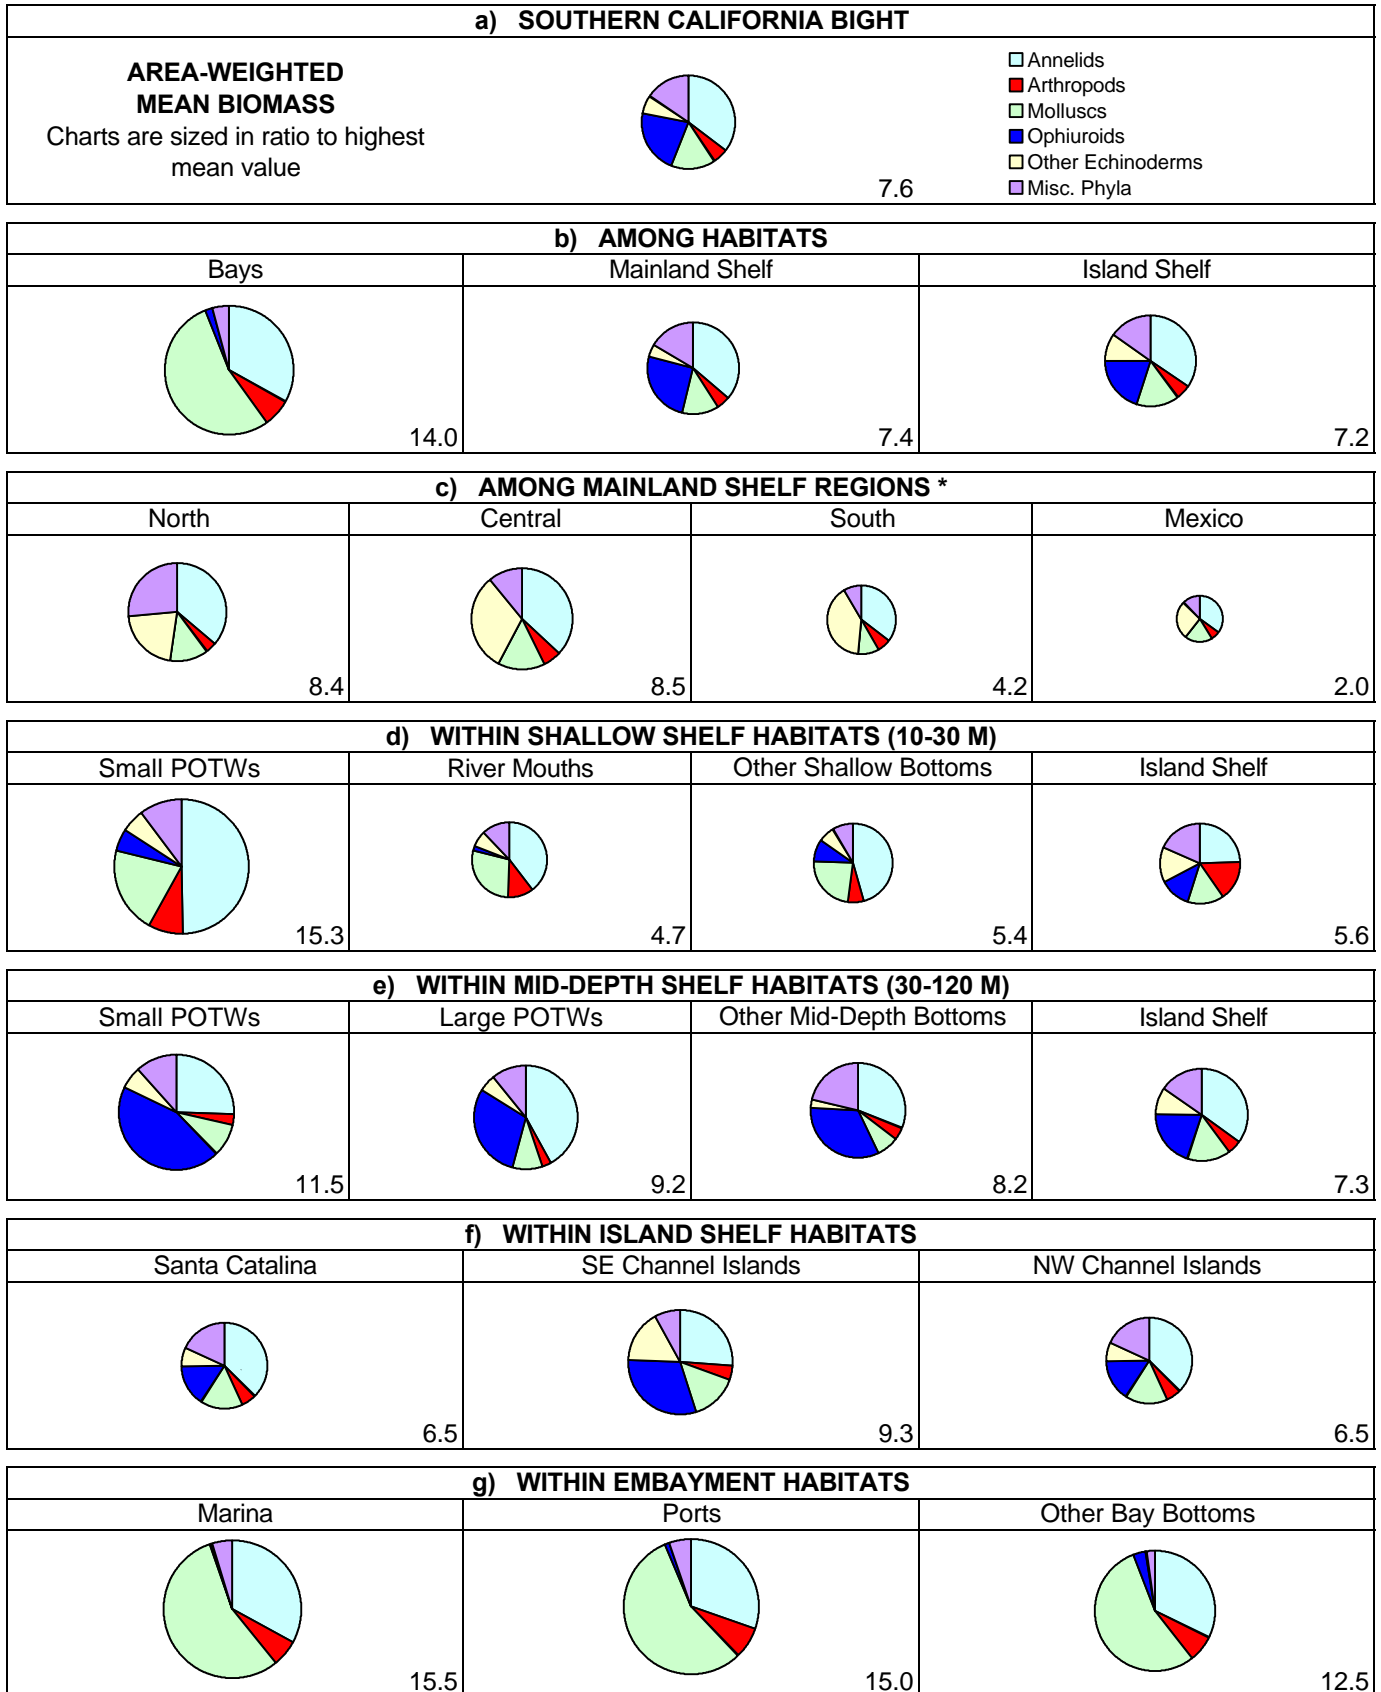 a) SOUTHERN CALIFORNIA BIGHT
AREA-WEIGHTED
MEAN BIOMASS
Charts are sized in ratio to highest
mean value
7.6
Annelids
Arthropods
Molluscs
Ophiuroids
Other Echinoderms
Misc. Phyla
b) AMONG HABITATS
Bays Mainland Shelf Island Shelf
14.0 7.4 7.2
c) AMONG MAINLAND SHELF REGIONS *
North Central South Mexico
8.4 8.5 4.2 2.0
d) WITHIN SHALLOW SHELF HABITATS (10-30 M)
Small POTWs River Mouths Other Shallow Bottoms Island Shelf
15.3 4.7 5.4 5.6
e) WITHIN MID-DEPTH SHELF HABITATS (30-120 M)
Small POTWs Large POTWs Other Mid-Depth Bottoms Island Shelf
11.5 9.2 8.2 7.3
f) WITHIN ISLAND SHELF HABITATS
Santa Catalina SE Channel Islands NW Channel Islands
6.5 9.3 6.5
g) WITHIN EMBAYMENT HABITATS
Marina Ports Other Bay Bottoms
15.5 15.0 12.5